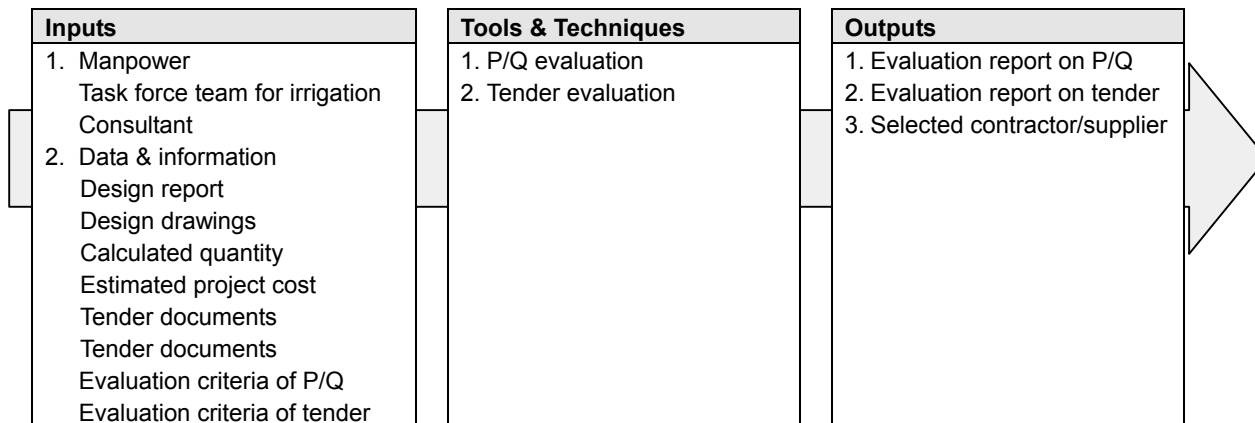 Inputs
1. Manpower
Task force team for irrigation
Consultant
2. Data & information
Design report
Design drawings
Calculated quantity
Estimated project cost
Tender documents
Tender documents
Evaluation criteria of P/Q
Evaluation criteria of tender
Tools & Techniques
1. P/Q evaluation
2. Tender evaluation
Outputs
1. Evaluation report on P/Q
2. Evaluation report on tender
3. Selected contractor/supplier